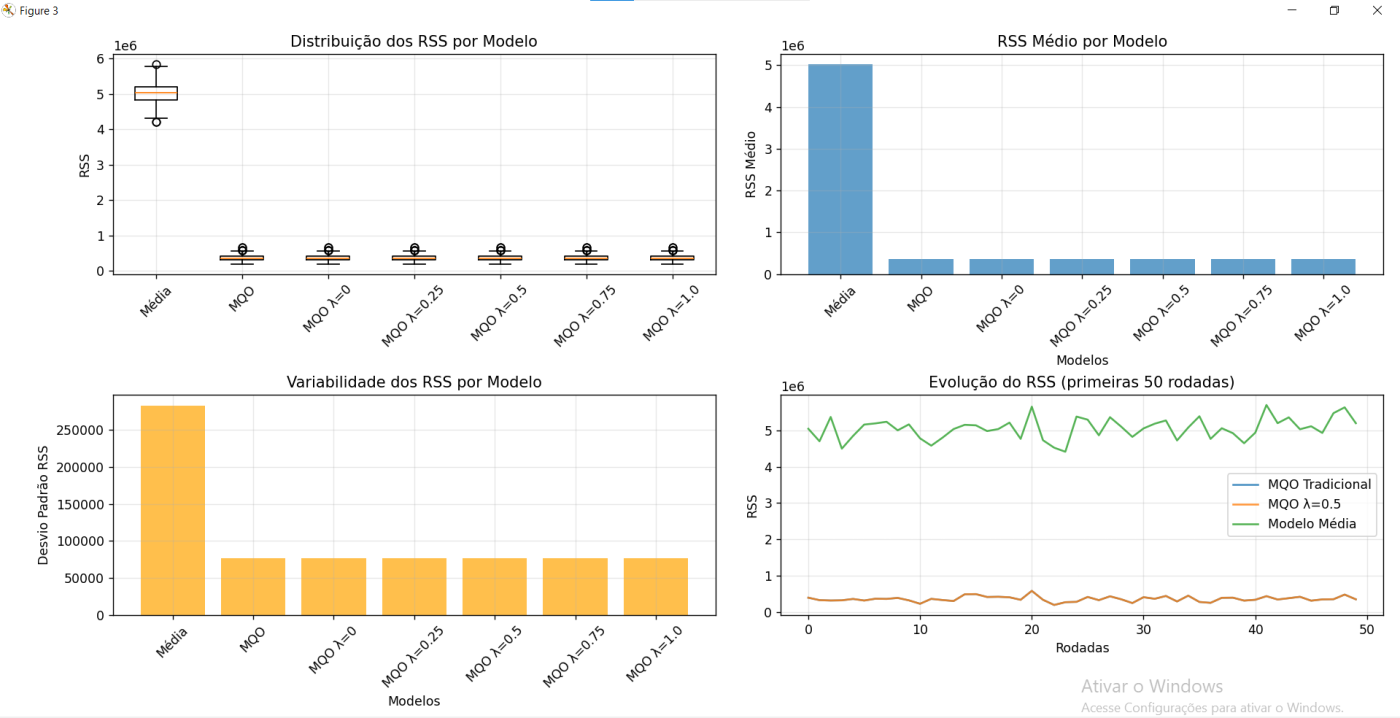 Figure 3
Distribuição dos RSS por Modelo
1e6
RSS
6
5
4
3
2
1
0
Média
MQO
MQO λ=0
MQO λ=0.25
MQO λ=0.5
MQO λ=0.75
MQO λ=1.0
RSS Médio por Modelo
1e6
RSS Médio
5
4
3
2
1
0
Média
MQO
MQO λ=0
MQO λ=0.25
MQO λ=0.5
MQO λ=0.75
MQO λ=1.0
Modelos
Variabilidade dos RSS por Modelo
Desvio Padrão RSS
250000
200000
150000
100000
50000
0
Média
MQO
MQO λ=0
MQO λ=0.25
MQO λ=0.5
MQO λ=0.75
MQO λ=1.0
Modelos
Evolução do RSS (primeiras 50 rodadas)
1e6
RSS
5
4
3
2
1
0
MQO Tradicional
MQO λ=0.5
Modelo Média
0 10 20 30 40 50
Rodadas
Ativar o Windows
Acesse Configurações para ativar o Windows.